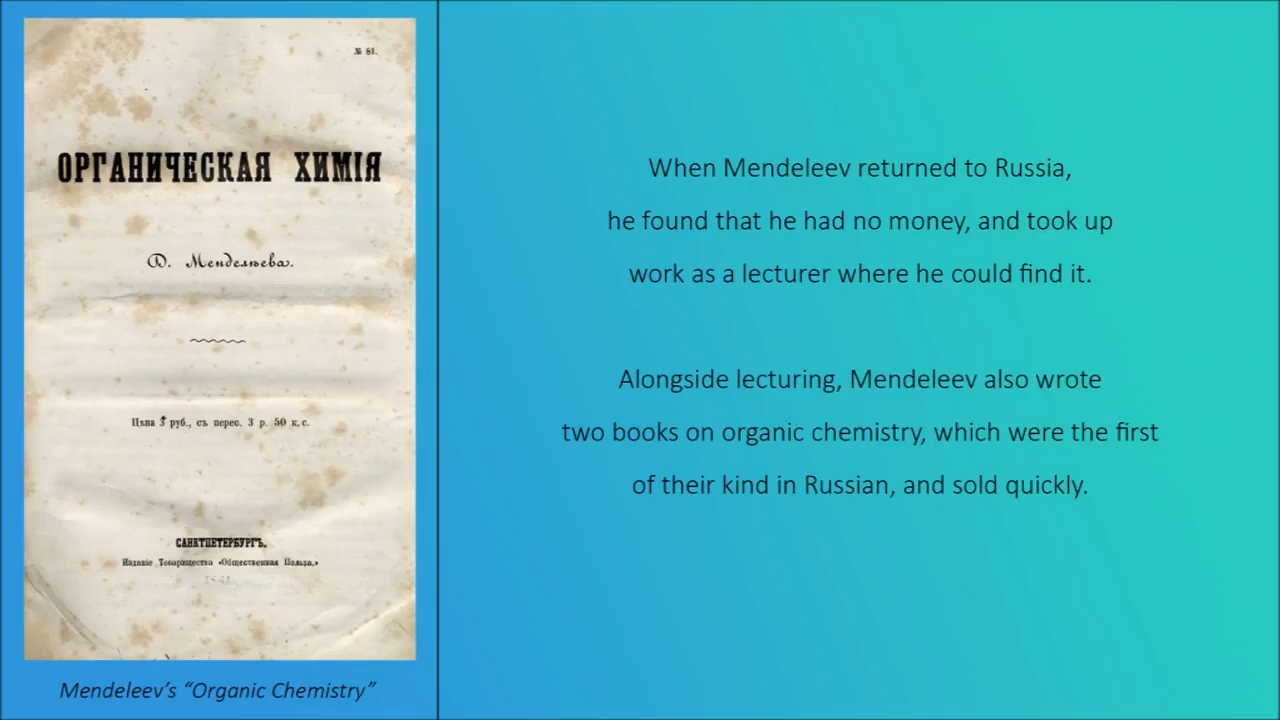 № 81.
ОРГАНИЧЕСКАЯ ХИМІЯ
Д. Менделѣева.
Цѣна 3 руб., съ перес. 3 р. 50 к. с.
САНКТПЕТЕРБУРГЪ.
Изданіе Товарищества «Общественная Польза.»
Mendeleev’s “Organic Chemistry”
When Mendeleev returned to Russia,
he found that he had no money, and took up
work as a lecturer where he could find it.
Alongside lecturing, Mendeleev also wrote
two books on organic chemistry, which were the first
of their kind in Russian, and sold quickly.